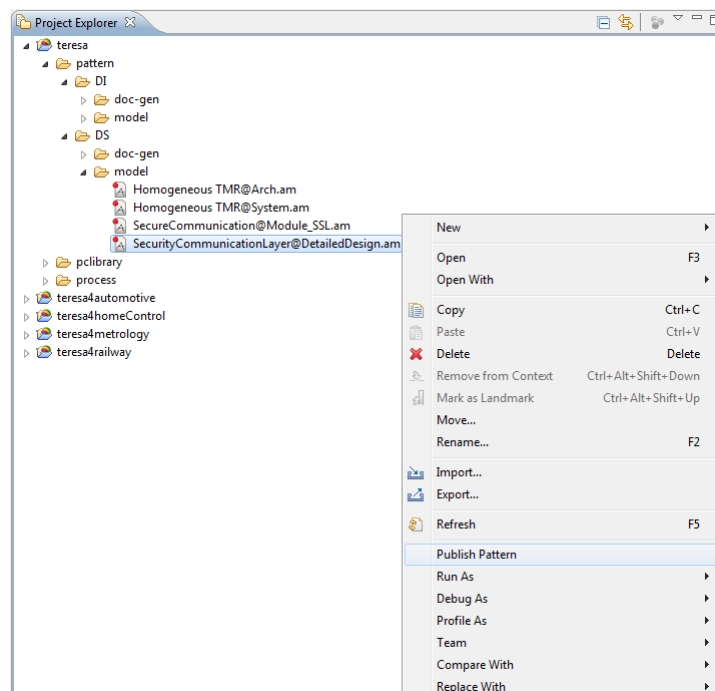 Project Explorer
teresa
pattern
DI
doc-gen
model
DS
doc-gen
model
Homogeneous TMR@Arch.am
Homogeneous TMR@System.am
SecureCommunication@Module_SSL.am
SecurityCommunicationLayer@DetailedDesign.am
pclibrary
process
teresa4automotive
teresa4homeControl
teresa4metrology
teresa4railway
New
Open F3
Open With
Copy Ctrl+C
Paste Ctrl+V
Delete Delete
Remove from Context Ctrl+Alt+Shift+Down
Mark as Landmark Ctrl+Alt+Shift+Up
Move...
Rename... F2
Import...
Export...
Refresh F5
Publish Pattern
Run As
Debug As
Profile As
Team
Compare With
Replace With